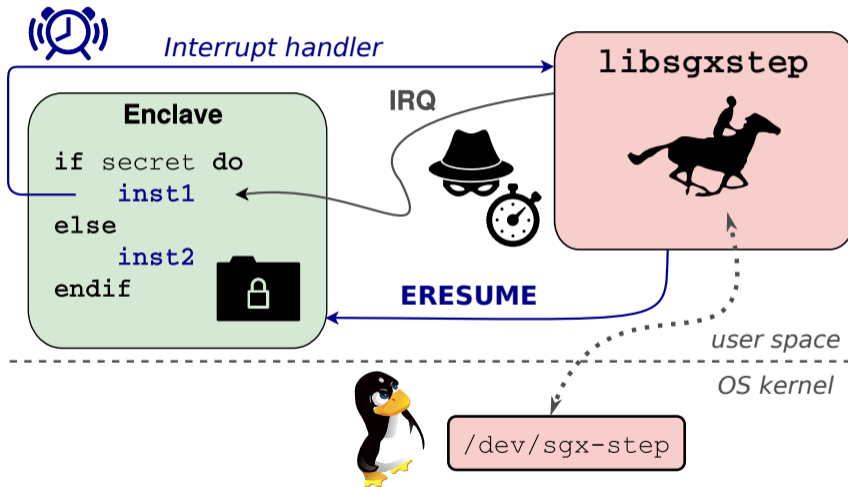 Interrupt handler
libsgxstep
IRQ
Enclave
if secret do
inst1
else
inst2
endif
ERESUME
user space
OS kernel
/dev/sgx-step